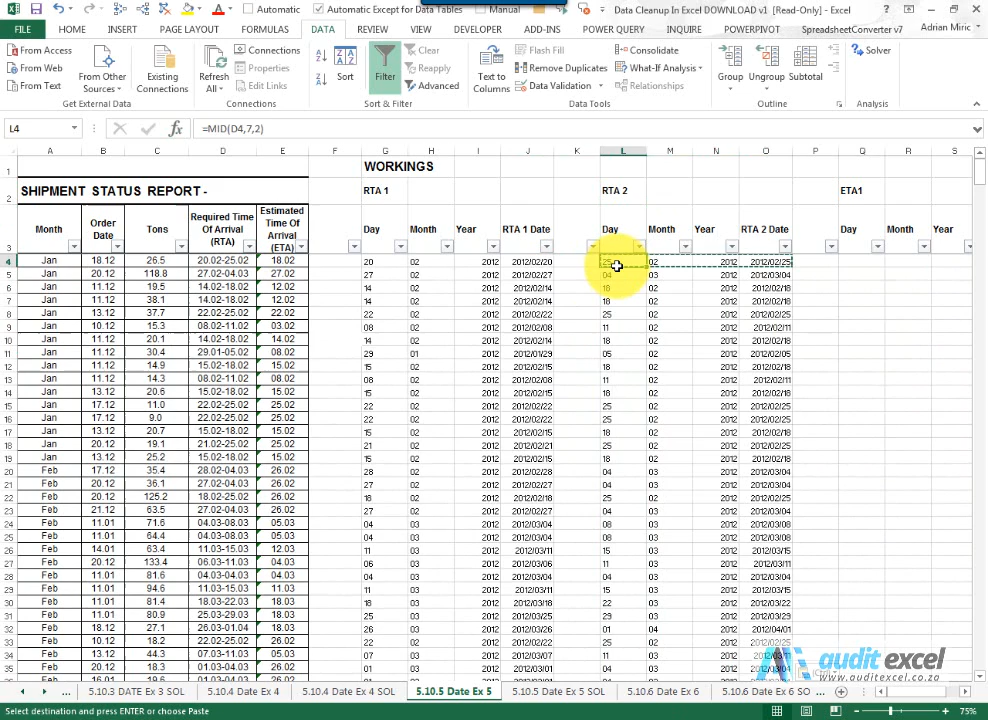 Automatic Automatic Except for Data Tables Manual Data Cleanup In Excel DOWNLOAD v1 [Read-Only] - Excel
FILE HOME INSERT PAGE LAYOUT FORMULAS DATA REVIEW VIEW DEVELOPER ADD-INS POWER QUERY INQUIRE POWERPIVOT SpreadsheetConverter v7 Adrian Miric
From Access From Web From Text From Other Sources Existing Connections Refresh All Connections Properties Edit Links Sort Filter Clear Reapply Advanced Text to Columns Flash Fill Remove Duplicates Data Validation Consolidate What-If Analysis Relationships Group Ungroup Subtotal Solver
Get External Data Connections Sort & Filter Data Tools Outline Analysis
L4 =MID(D4,7,2)
A B C D E F G H I J K L M N O P Q R S
1 WORKINGS
2 SHIPMENT STATUS REPORT - RTA 1 RTA 2 ETA1
3 Month Order Date Tons Required Time Of Arrival (RTA) Estimated Time Of Arrival (ETA) Day Month Year RTA 1 Date Day Month Year RTA 2 Date Day Month Year
4 Jan 18.12 26.5 20.02-25.02 18.02 20 02 2012 2012/02/20 25 02 2012 2012/02/25
5 Jan 20.12 118.8 27.02-04.03 27.02 27 02 2012 2012/02/27 04 03 2012 2012/03/04
6 Jan 11.12 19.5 14.02-18.02 12.02 14 02 2012 2012/02/14 18 02 2012 2012/02/18
7 Jan 11.12 38.1 14.02-18.02 12.02 14 02 2012 2012/02/14 18 02 2012 2012/02/18
8 Jan 13.12 37.7 22.02-25.02 22.02 22 02 2012 2012/02/22 25 02 2012 2012/02/25
9 Jan 10.12 15.3 08.02-11.02 03.02 08 02 2012 2012/02/08 11 02 2012 2012/02/11
10 Jan 11.12 20.1 14.02-18.02 14.02 14 02 2012 2012/02/14 18 02 2012 2012/02/18
11 Jan 11.12 30.4 29.01-05.02 08.02 29 01 2012 2012/01/29 05 02 2012 2012/02/05
12 Jan 11.12 14.9 15.02-18.02 15.02 15 02 2012 2012/02/15 18 02 2012 2012/02/18
13 Jan 11.12 14.3 08.02-11.02 15.02 08 02 2012 2012/02/08 11 02 2012 2012/02/11
14 Jan 13.12 20.6 15.02-18.02 15.02 15 02 2012 2012/02/15 18 02 2012 2012/02/18
15 Jan 17.12 11.0 22.02-25.02 25.02 22 02 2012 2012/02/22 25 02 2012 2012/02/25
16 Jan 17.12 9.0 22.02-25.02 25.02 22 02 2012 2012/02/22 25 02 2012 2012/02/25
17 Jan 13.12 20.7 15.02-18.02 15.02 15 02 2012 2012/02/15 18 02 2012 2012/02/18
18 Jan 20.12 19.1 21.02-25.02 25.02 21 02 2012 2012/02/21 25 02 2012 2012/02/25
19 Jan 13.12 25.2 15.02-18.02 15.02 15 02 2012 2012/02/15 18 02 2012 2012/02/18
20 Feb 17.12 35.4 28.02-04.03 26.02 28 02 2012 2012/02/28 04 03 2012 2012/03/04
21 Feb 20.12 36.1 27.02-04.03 26.02 27 02 2012 2012/02/27 04 03 2012 2012/03/04
22 Feb 20.12 125.2 18.02-25.02 26.02 18 02 2012 2012/02/18 25 02 2012 2012/02/25
23 Feb 21.12 63.5 27.02-04.03 26.02 27 02 2012 2012/02/27 04 03 2012 2012/03/04
24 Feb 11.01 71.6 04.03-08.03 05.03 04 03 2012 2012/03/04 08 03 2012 2012/03/08
25 Feb 11.01 64.4 04.03-08.03 05.03 04 03 2012 2012/03/04 08 03 2012 2012/03/08
26 Feb 14.01 63.4 11.03-15.03 12.03 11 03 2012 2012/03/11 15 03 2012 2012/03/15
27 Feb 20.12 133.4 06.03-11.03 04.03 06 03 2012 2012/03/06 11 03 2012 2012/03/11
28 Feb 11.01 81.6 04.03-04.03 04.03 04 03 2012 2012/03/04 04 03 2012 2012/03/04
29 Feb 11.01 94.6 11.03-15.03 11.03 11 03 2012 2012/03/11 15 03 2012 2012/03/15
30 Feb 11.01 81.4 18.03-22.03 18.03 18 03 2012 2012/03/18 22 03 2012 2012/03/22
31 Feb 11.01 80.9 25.03-29.03 18.03 25 03 2012 2012/03/25 29 03 2012 2012/03/29
32 Feb 18.12 27.1 26.03-01.04 18.03 26 03 2012 2012/03/26 01 04 2012 2012/04/01
33 Feb 10.12 18.2 22.02-25.02 26.02 22 02 2012 2012/02/22 25 02 2012
34 Feb 13.12 44.3 07.03-11.03 05.03 07 03 2012 2012/03/07 11 03 2012
35 Feb 20.12 18.3 01.03-04.03 26.02 01 03 2012 2012/03/01 04 03 2012
audit excel
www.auditexcel.co.za
... 5.10.3 DATE Ex 3 SOL 5.10.4 Date Ex 4 5.10.4 Date Ex 4 SOL 5.10.5 Date Ex 5 5.10.5 Date Ex 5 SOL 5.10.6 Date Ex 6 5.10.6 Date Ex 6 SO ...
Select destination and press ENTER or choose Paste 75%